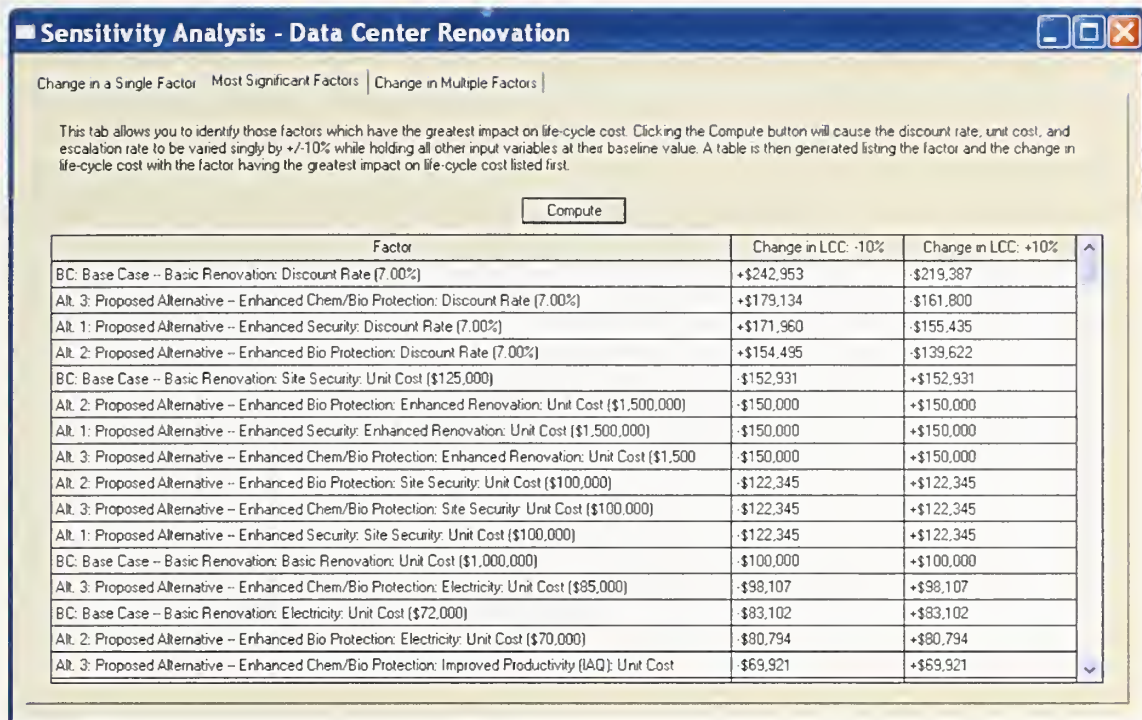 Sensitivity Analysis - Data Center Renovation
Change in a Single Factor Most Significant Factors Change in Multiple Factors
This tab allows you to identify those factors which have the greatest impact on life-cycle cost. Clicking the Compute button will cause the discount rate, unit cost, and
escalation rate to be varied singly by +/-10% while holding all other input variables at their baseline value. A table is then generated listing the factor and the change in
life-cycle cost with the factor having the greatest impact on life-cycle cost listed first.
Compute
Factor Change in LCC: -10% Change in LCC: +10%
BC: Base Case -- Basic Renovation: Discount Rate (7.00%) +$242,953 -$219,387
Alt. 3: Proposed Alternative -- Enhanced Chem/Bio Protection: Discount Rate (7.00%) +$179,134 -$161,800
Alt. 1: Proposed Alternative -- Enhanced Security: Discount Rate (7.00%) +$171,960 -$155,435
Alt. 2: Proposed Alternative -- Enhanced Bio Protection: Discount Rate (7.00%) +$154,495 -$139,622
BC: Base Case -- Basic Renovation: Site Security: Unit Cost ($125,000) -$152,931 +$152,931
Alt. 2: Proposed Alternative -- Enhanced Bio Protection: Enhanced Renovation: Unit Cost ($1,500,000) -$150,000 +$150,000
Alt. 1: Proposed Alternative -- Enhanced Security: Enhanced Renovation: Unit Cost ($1,500,000) -$150,000 +$150,000
Alt. 3: Proposed Alternative -- Enhanced Chem/Bio Protection: Enhanced Renovation: Unit Cost ($1,500 -$150,000 +$150,000
Alt. 2: Proposed Alternative -- Enhanced Bio Protection: Site Security: Unit Cost ($100,000) -$122,345 +$122,345
Alt. 3: Proposed Alternative -- Enhanced Chem/Bio Protection: Site Security: Unit Cost ($100,000) -$122,345 +$122,345
Alt. 1: Proposed Alternative -- Enhanced Security: Site Security: Unit Cost ($100,000) -$122,345 +$122,345
BC: Base Case -- Basic Renovation: Basic Renovation: Unit Cost ($1,000,000) -$100,000 +$100,000
Alt. 3: Proposed Alternative -- Enhanced Chem/Bio Protection: Electricity: Unit Cost ($85,000) -$98,107 +$98,107
BC: Base Case -- Basic Renovation: Electricity: Unit Cost ($72,000) -$83,102 +$83,102
Alt. 2: Proposed Alternative -- Enhanced Bio Protection: Electricity: Unit Cost ($70,000) -$80,794 +$80,794
Alt. 3: Proposed Alternative -- Enhanced Chem/Bio Protection: Improved Productivity (IAQ): Unit Cost -$69,921 +$69,921